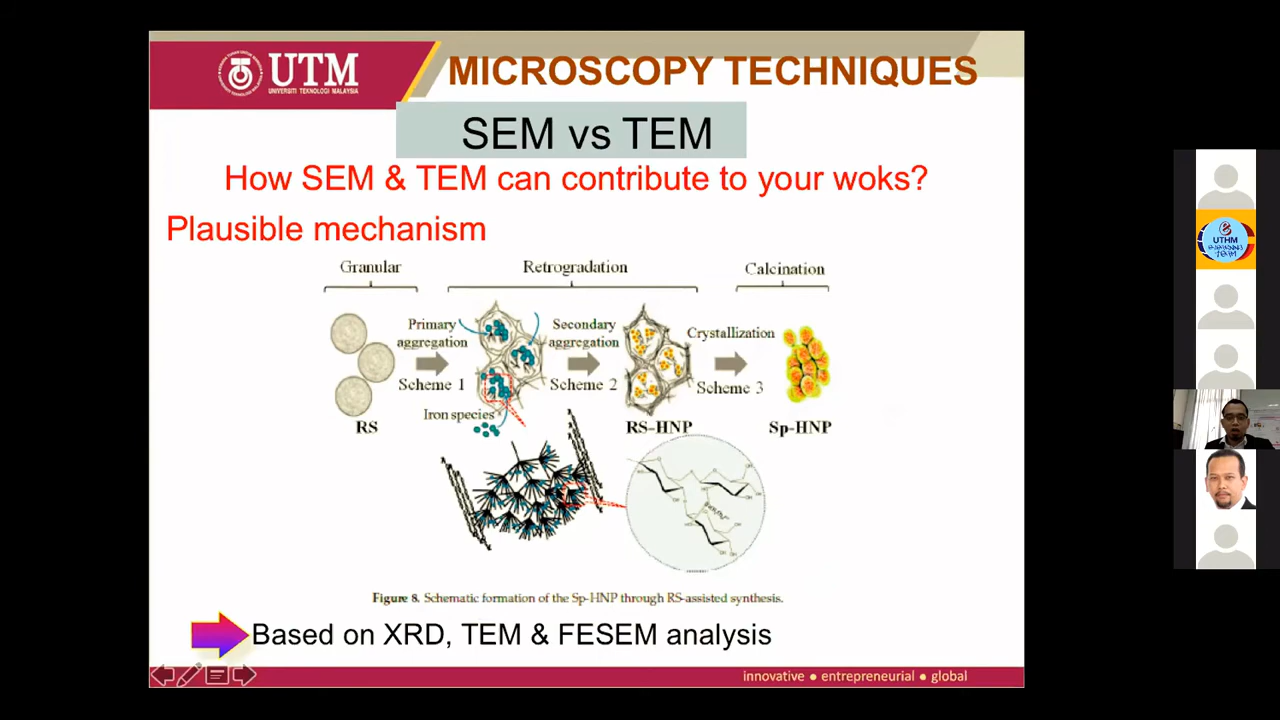 UTM
UNIVERSITI TEKNOLOGI MALAYSIA
MICROSCOPY TECHNIQUES
SEM vs TEM
How SEM & TEM can contribute to your woks?
Plausible mechanism
Granular
Retrogradation
Calcination
Primary
aggregation
Scheme 1
Secondary
aggregation
Scheme 2
Crystallization
Scheme 3
Iron species
RS
RS-HNP
Sp-HNP
Figure 8. Schematic formation of the Sp-HNP through RS-assisted synthesis.
Based on XRD, TEM & FESEM analysis
innovative ● entrepreneurial ● global
UTHM